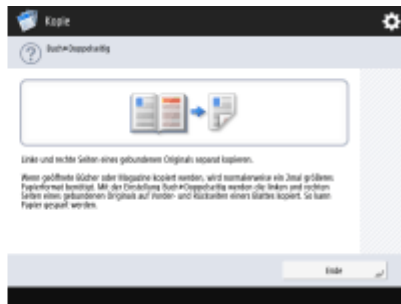 Kopie
Buch➧Doppelseitig
Linke und rechte Seiten eines gebundenen Originals separat kopieren.
Wenn geöffnete Bücher oder Magazine kopiert werden, wird normalerweise ein 2mal größeres
Papierformat benötigt. Mit der Einstellung Buch➧Doppelseitig werden die linken und rechten
Seiten eines gebundenen Originals auf Vorder- und Rückseiten eines Blattes kopiert. So kann
Papier gespart werden.
Ende